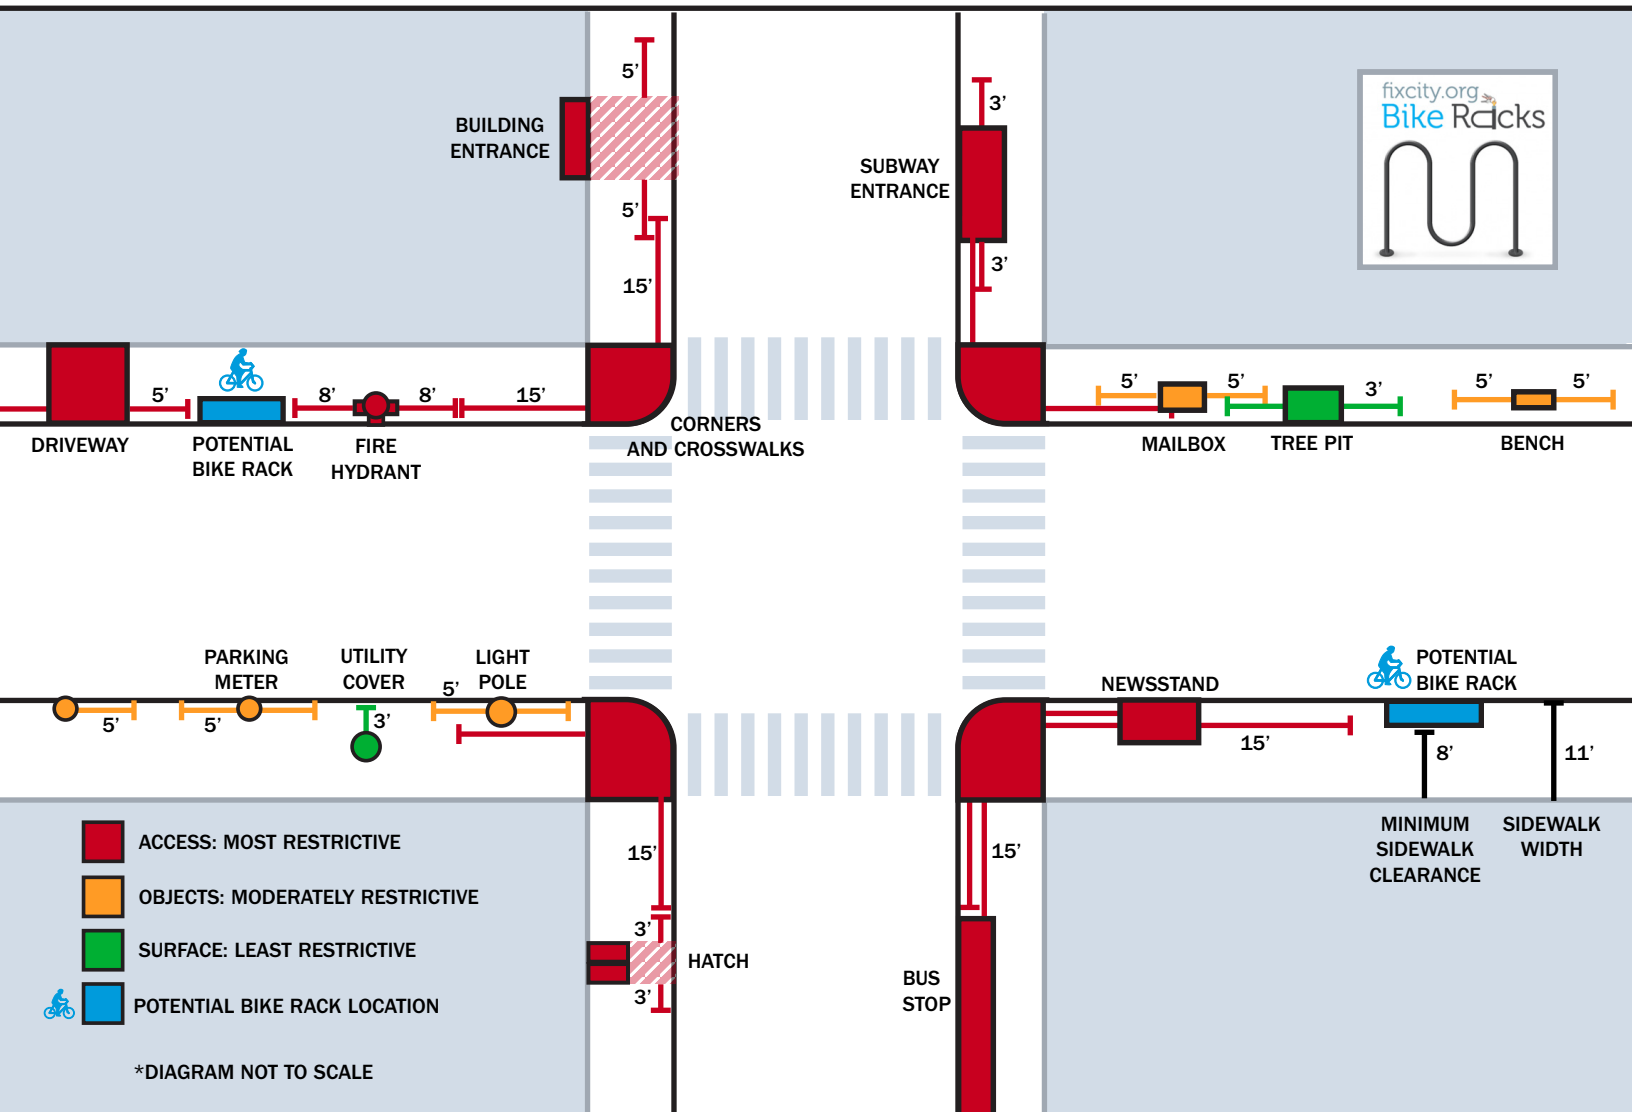 5’
fixcity.org
Bike Racks
3’
BUILDING
ENTRANCE
SUBWAY
ENTRANCE
5’
3’
15’
5’
8’
8’
15’
5’
5’
3’
5’
5’
DRIVEWAY
POTENTIAL
BIKE RACK
FIRE
HYDRANT
CORNERS
AND CROSSWALKS
MAILBOX
TREE PIT
BENCH
PARKING
METER
UTILITY
COVER
LIGHT
POLE
5’
NEWSSTAND
POTENTIAL
BIKE RACK
5’
5’
3’
15’
8’
11’
MINIMUM
SIDEWALK
CLEARANCE
SIDEWALK
WIDTH
ACCESS: MOST RESTRICTIVE
OBJECTS: MODERATELY RESTRICTIVE
SURFACE: LEAST RESTRICTIVE
POTENTIAL BIKE RACK LOCATION
*DIAGRAM NOT TO SCALE
15’
3’
HATCH
3’
15’
BUS
STOP